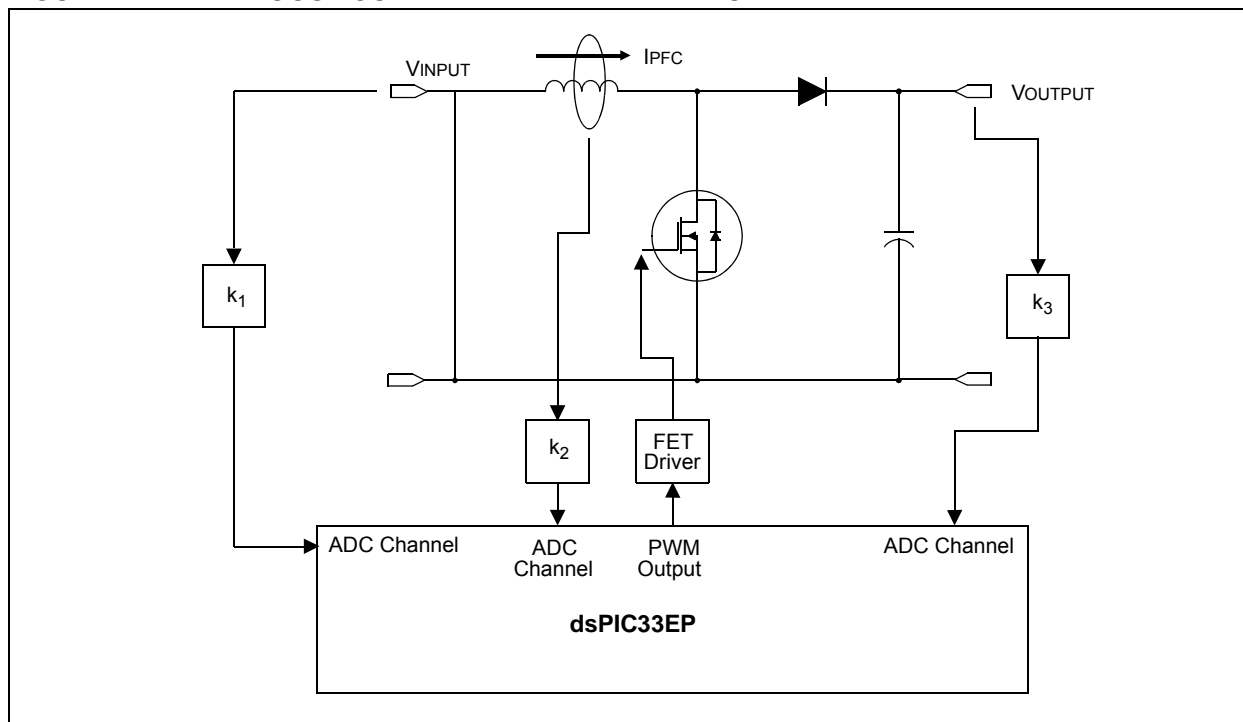 IPFC
VINPUT
VOUTPUT
k1
k3
k2
FET
Driver
ADC Channel
ADC
Channel
PWM
Output
ADC Channel
dsPIC33EP